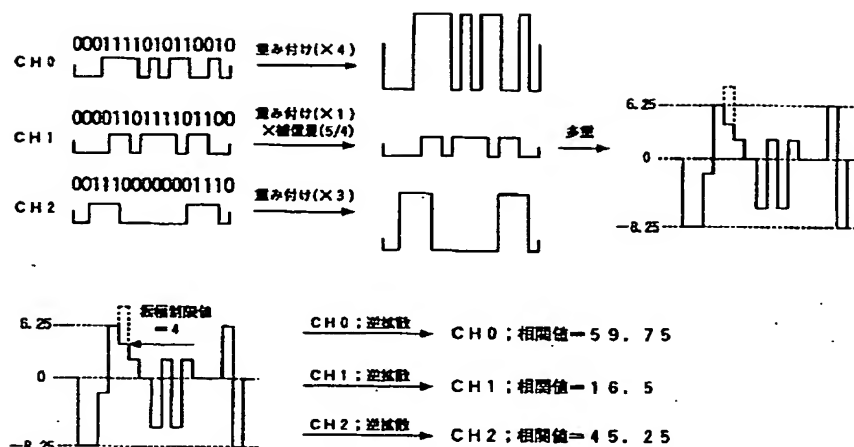 0001111010110010
CH0
重み付け(×4)
0000110111101100
CH1
重み付け(×1)
×補償量(5/4)
多重
0011100000001110
CH2
重み付け(×3)
6.25
0
−8.25
振幅制限値
=4
6.25
0
−8.25
CH0;逆拡散
CH0;相関値=59.75
CH1;逆拡散
CH1;相関値=16.5
CH2;逆拡散
CH2;相関値=45.25